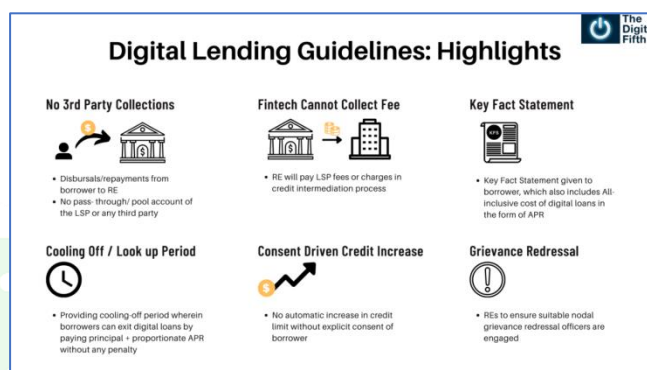 The
Digit
Fifth
Digital Lending Guidelines: Highlights
No 3rd Party Collections
Disbursals/repayments from
borrower to RE
No pass- through/ pool account of
the LSP or any third party
Fintech Cannot Collect Fee
RE will pay LSP fees or charges in
credit intermediation process
Key Fact Statement
KFS
Key Fact Statement given to
borrower, which also includes All-
inclusive cost of digital loans in
the form of APR
Cooling Off / Look up Period
Providing cooling-off period wherein
borrowers can exit digital loans by
paying principal + proportionate APR
without any penalty
Consent Driven Credit Increase
No automatic increase in credit
limit without explicit consent of
borrower
Grievance Redressal
REs to ensure suitable nodal
grievance redressal officers are
engaged